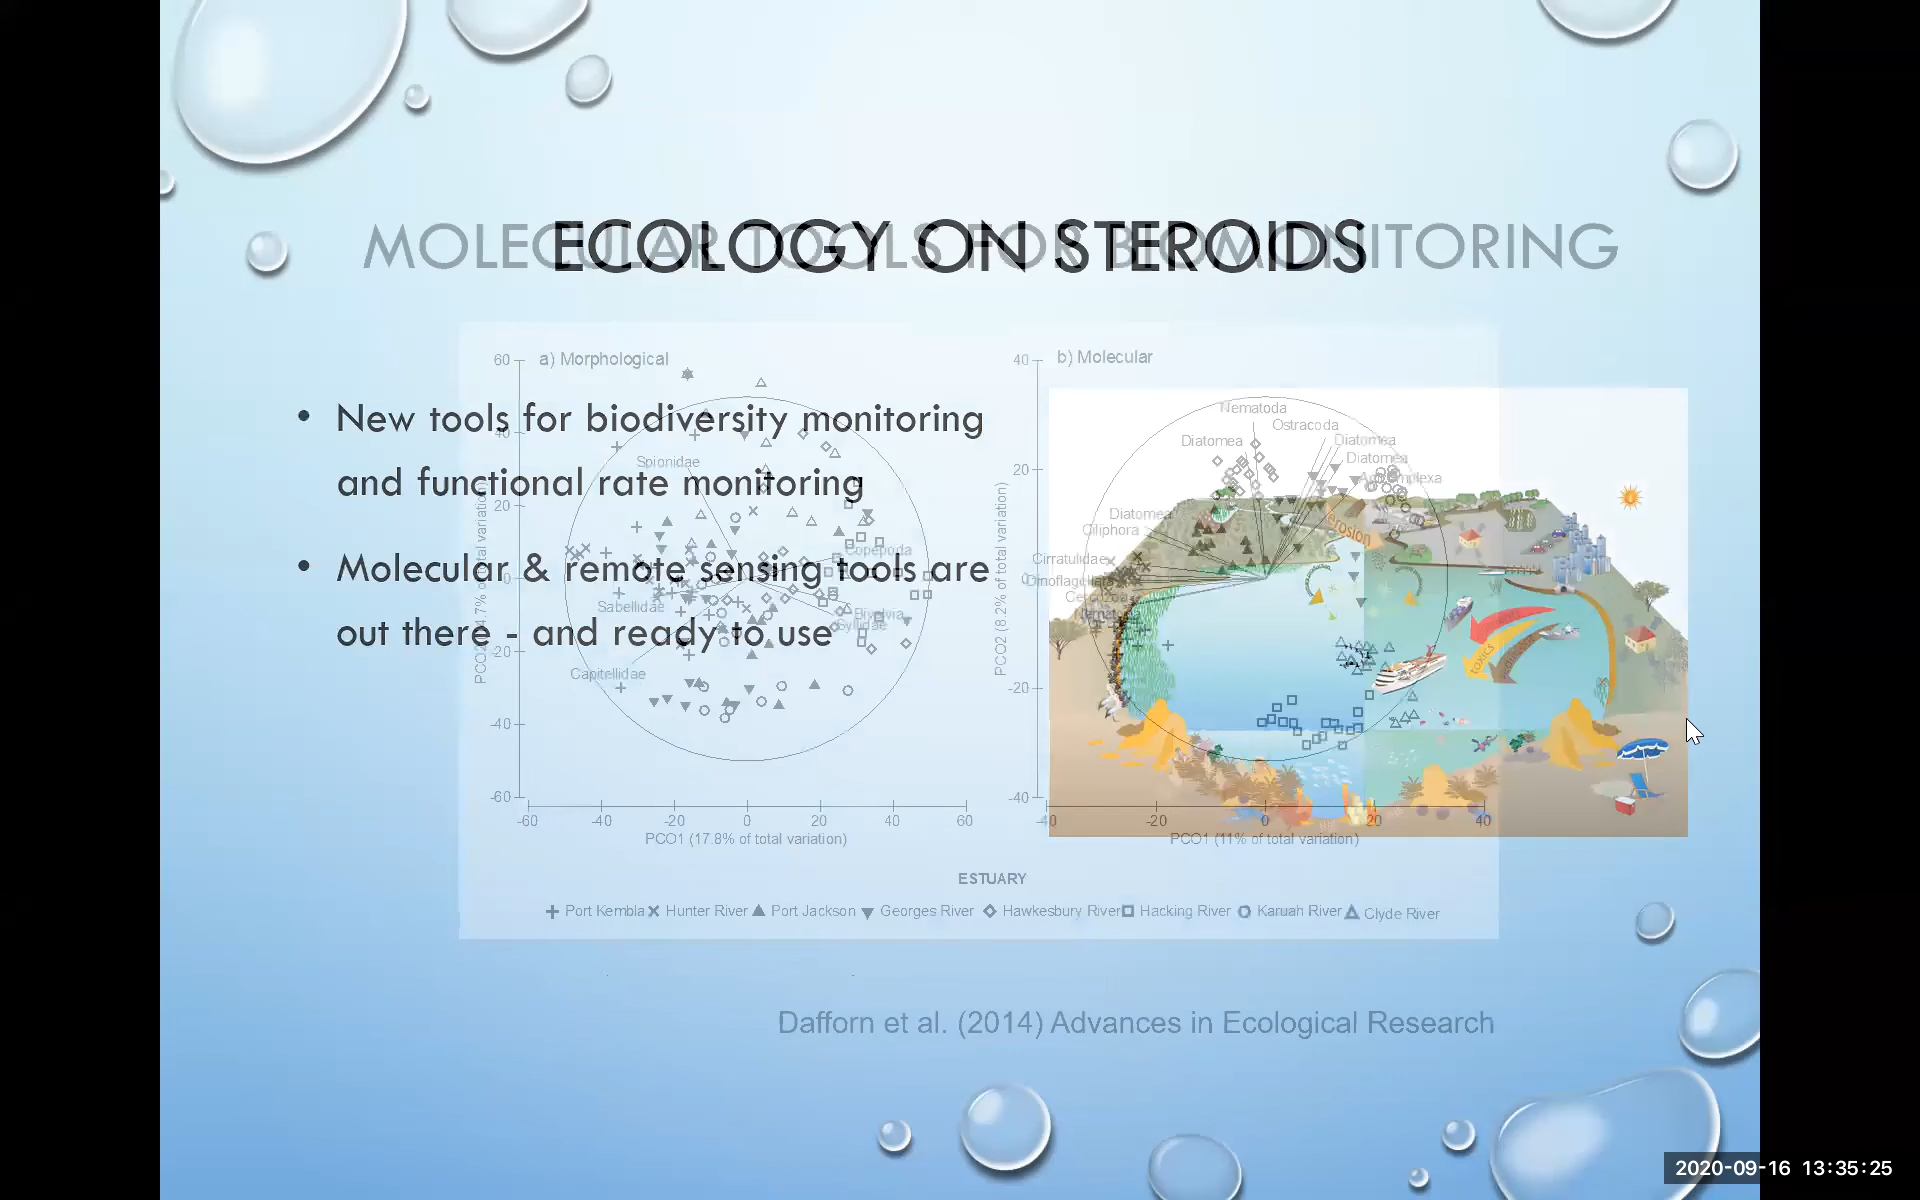 MOLECULAR TOOLS FOR BIOMONITORING
ECOLOGY ON STEROIDS
• New tools for biodiversity monitoring
and functional rate monitoring
• Molecular & remote sensing tools are
out there - and ready to use
a) Morphological
60
40
20
0
-20
-40
-60
-60 -40 -20 0 20 40 60
PCO1 (17.8% of total variation)
Spionidae
Copepoda
Sabellidae
Bivalvia
Syllidae
Capitellidae
b) Molecular
40
20
0
-20
-40
-40 -20 0 20 40
PCO1 (11% of total variation)
PCO2 (8.2% of total variation)
Nematoda
Ostracoda
Diatomea
Diatomea
Diatomea
Diatomea
Ciliphora
Cirratulidae
erosion
toxics
ESTUARY
Port Kembla Hunter River Port Jackson Georges River Hawkesbury River Hacking River Karuah River Clyde River
Dafforn et al. (2014) Advances in Ecological Research
2020-09-16 13:35:25